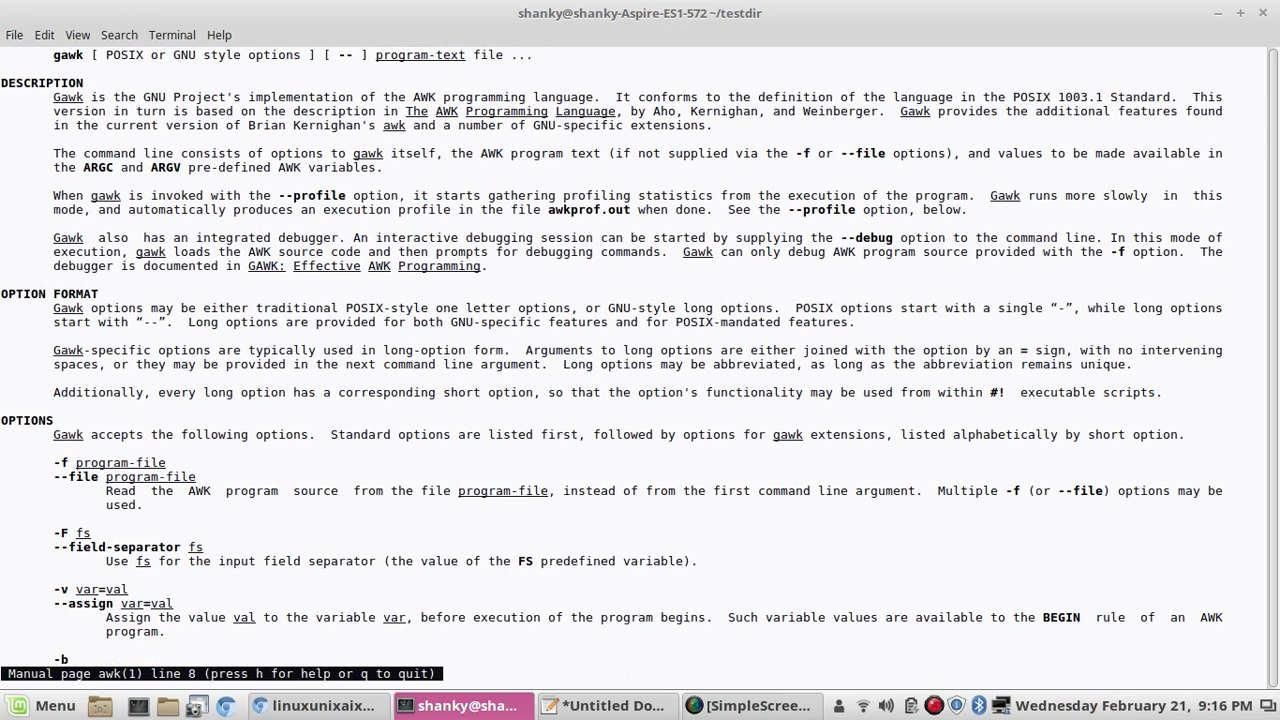 shanky@shanky-Aspire-ES1-572 ~/testdir
File Edit View Search Terminal Help
gawk [ POSIX or GNU style options ] [ -- ] program-text file ...
DESCRIPTION
Gawk is the GNU Project's implementation of the AWK programming language. It conforms to the definition of the language in the POSIX 1003.1 Standard. This
version in turn is based on the description in The AWK Programming Language, by Aho, Kernighan, and Weinberger. Gawk provides the additional features found
in the current version of Brian Kernighan's awk and a number of GNU-specific extensions.
The command line consists of options to gawk itself, the AWK program text (if not supplied via the -f or --file options), and values to be made available in
the ARGC and ARGV pre-defined AWK variables.
When gawk is invoked with the --profile option, it starts gathering profiling statistics from the execution of the program. Gawk runs more slowly in this
mode, and automatically produces an execution profile in the file awkprof.out when done. See the --profile option, below.
Gawk also has an integrated debugger. An interactive debugging session can be started by supplying the --debug option to the command line. In this mode of
execution, gawk loads the AWK source code and then prompts for debugging commands. Gawk can only debug AWK program source provided with the -f option. The
debugger is documented in GAWK: Effective AWK Programming.
OPTION FORMAT
Gawk options may be either traditional POSIX-style one letter options, or GNU-style long options. POSIX options start with a single “-”, while long options
start with “--”. Long options are provided for both GNU-specific features and for POSIX-mandated features.
Gawk-specific options are typically used in long-option form. Arguments to long options are either joined with the option by an = sign, with no intervening
spaces, or they may be provided in the next command line argument. Long options may be abbreviated, as long as the abbreviation remains unique.
Additionally, every long option has a corresponding short option, so that the option's functionality may be used from within #! executable scripts.
OPTIONS
Gawk accepts the following options. Standard options are listed first, followed by options for gawk extensions, listed alphabetically by short option.
-f program-file
--file program-file
Read the AWK program source from the file program-file, instead of from the first command line argument. Multiple -f (or --file) options may be
used.
-F fs
--field-separator fs
Use fs for the input field separator (the value of the FS predefined variable).
-v var=val
--assign var=val
Assign the value val to the variable var, before execution of the program begins. Such variable values are available to the BEGIN rule of an AWK
program.
-b
Manual page awk(1) line 8 (press h for help or q to quit)
Menu linuxunixaix... shanky@sha... *Untitled Do... [SimpleScree... Wednesday February 21, 9:16 PM